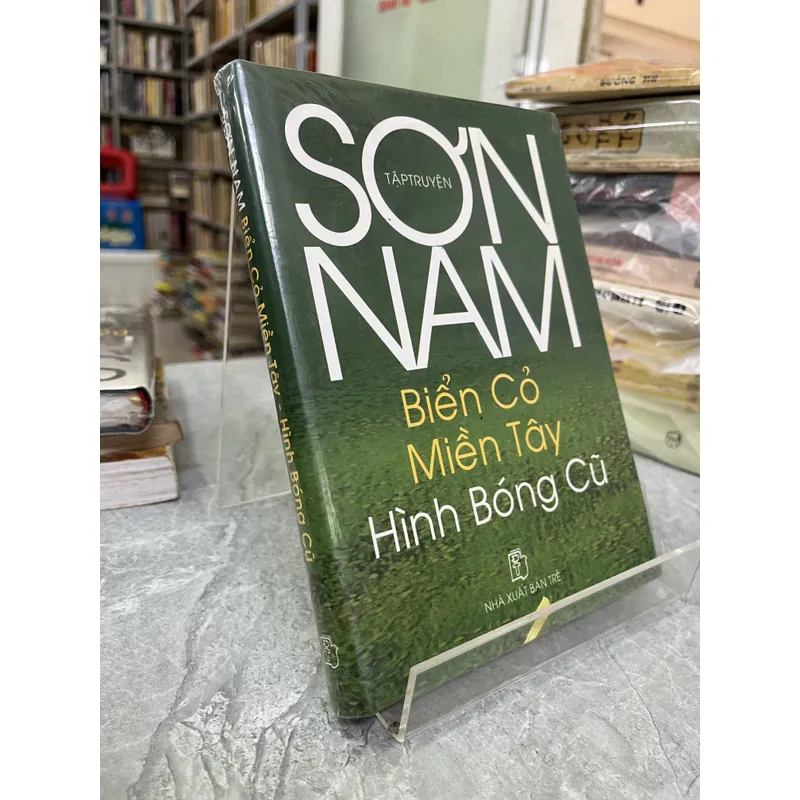 SƠN
TẬP TRUYỆN
NAM
Biển Cỏ
Miền Tây
Hình Bóng Cũ
NHÀ XUẤT BẢN TRẺ
SƠN NAM Biển Cỏ Miền Tây - Hình Bóng Cũ